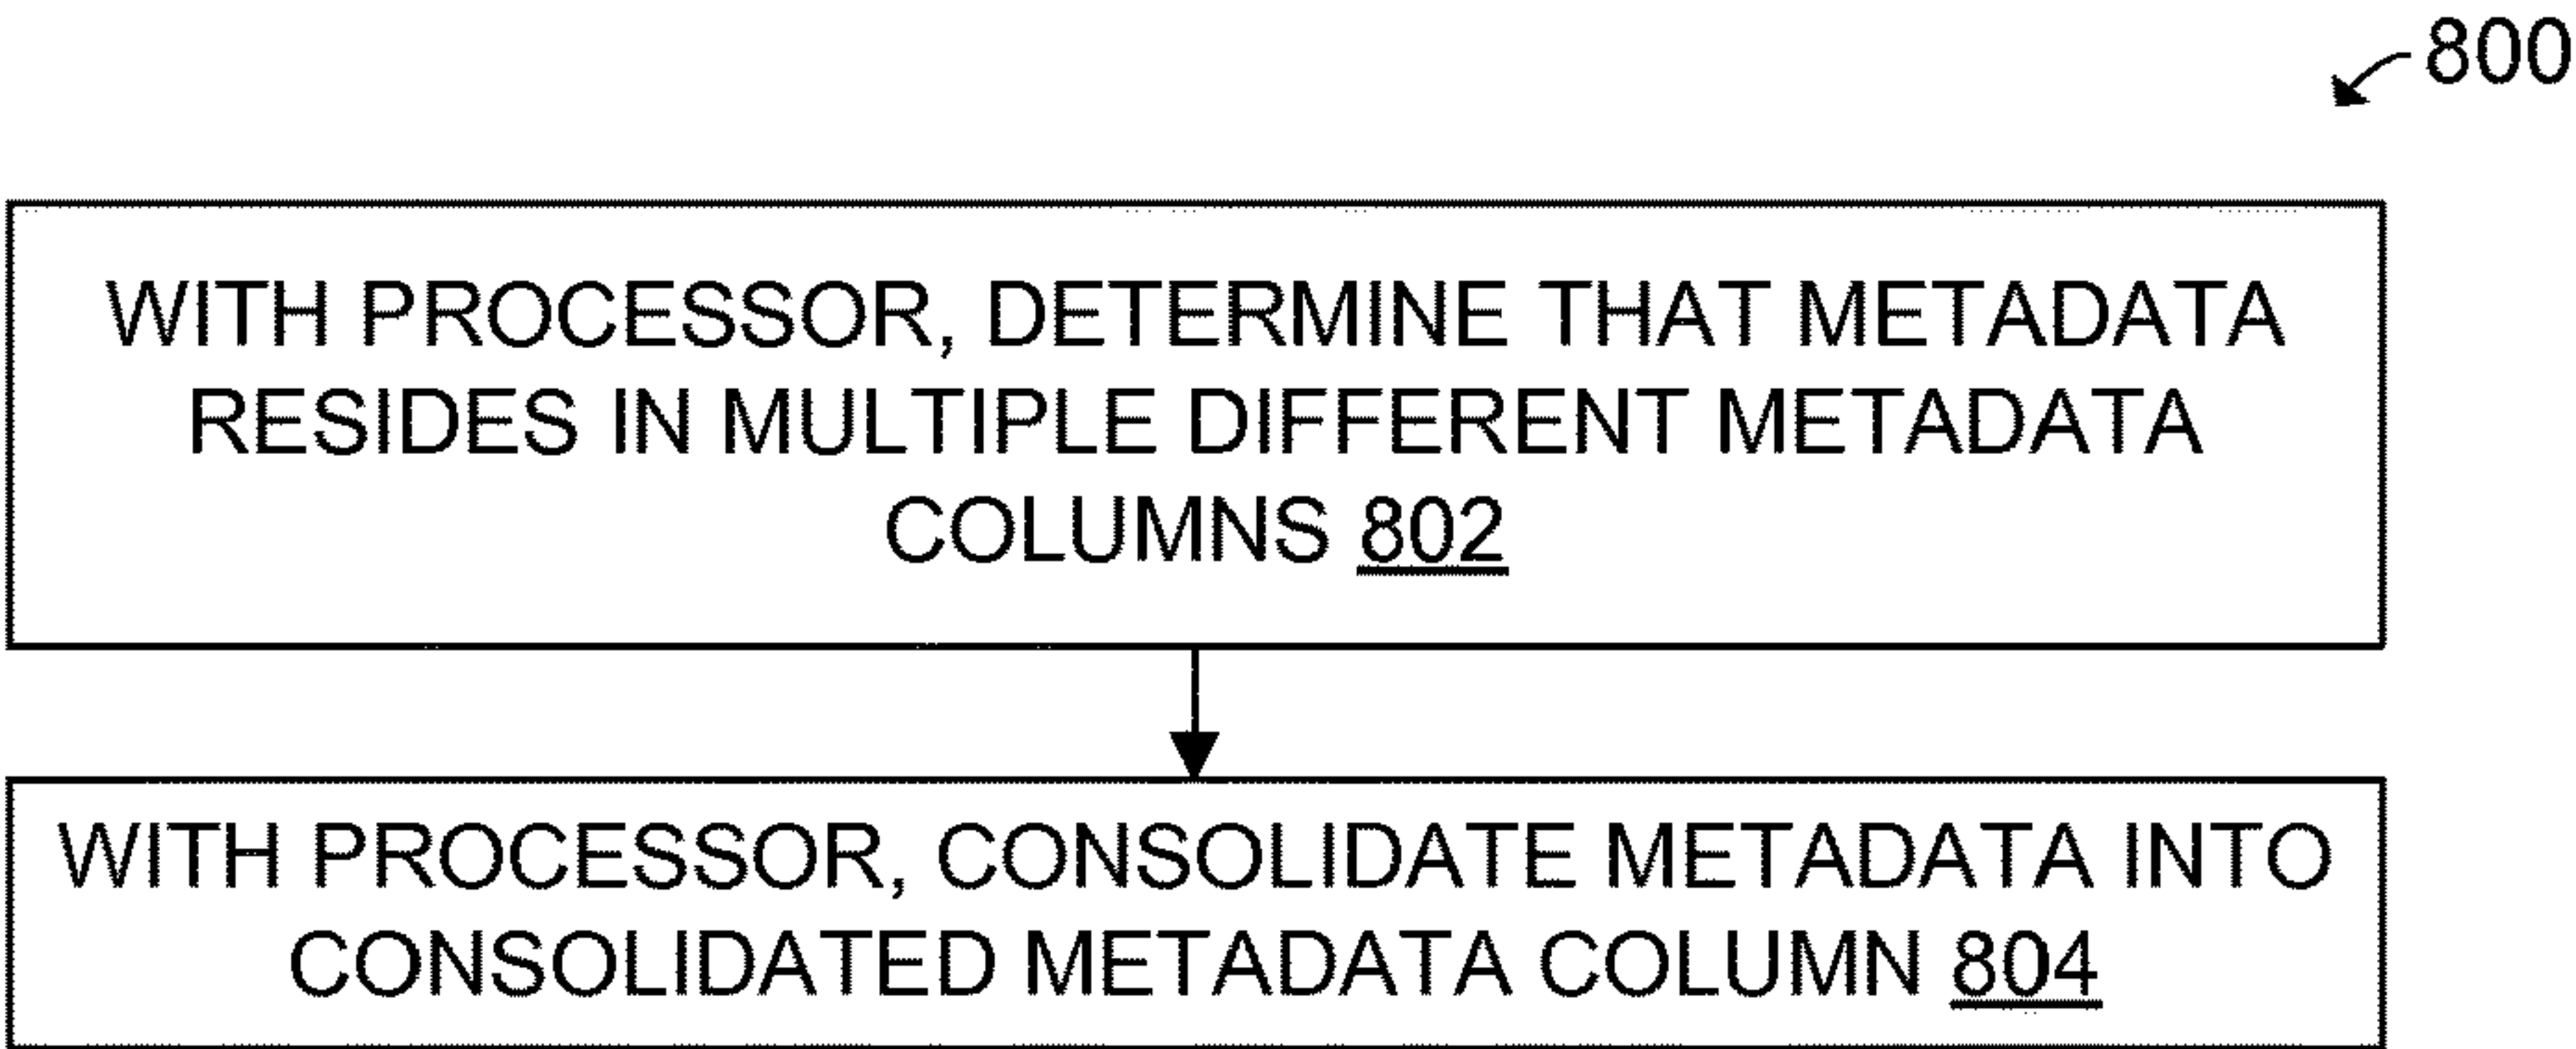 800
WITH PROCESSOR, DETERMINE THAT METADATA
RESIDES IN MULTIPLE DIFFERENT METADATA
COLUMNS 802
WITH PROCESSOR, CONSOLIDATE METADATA INTO
CONSOLIDATED METADATA COLUMN 804